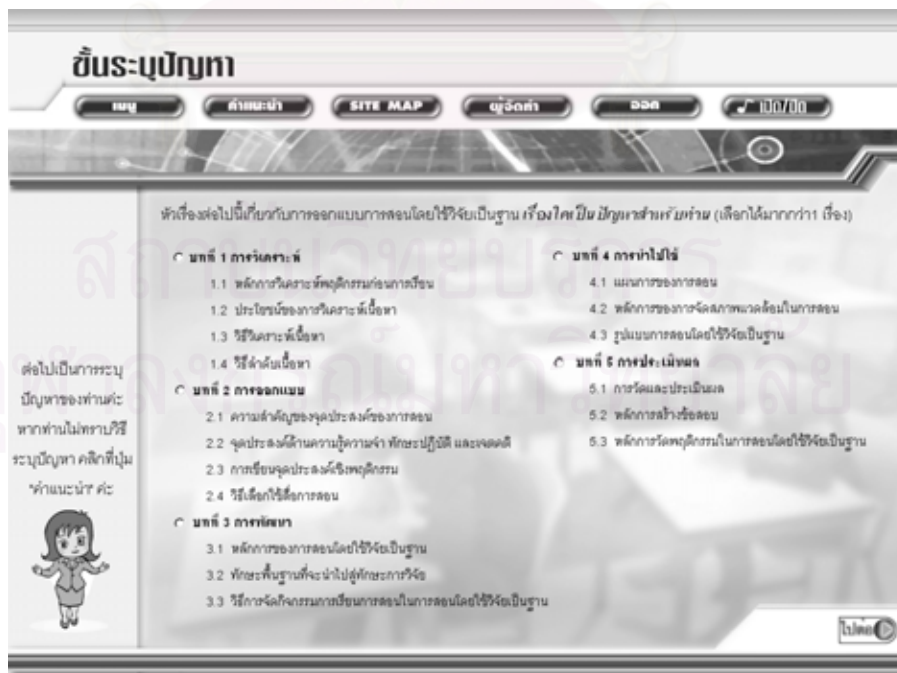 ขั้นระบุปัญหา
เมนู
คำแนะนำ
SITE MAP
ผู้จัดทำ
ออก
เปิด/ปิด
หัวเรื่องต่อไปนี้เกี่ยวกับการออกแบบการสอนโดยใช้วิจัยเป็นฐาน เรื่องใดเป็นปัญหาสำหรับท่าน (เลือกได้มากกว่า1 เรื่อง)
บทที่ 1 การวิเคราะห์
1.1 หลักการวิเคราะห์พฤติกรรมก่อนการเรียน
1.2 ประโยชน์ของการวิเคราะห์เนื้อหา
1.3 วิธีวิเคราะห์เนื้อหา
1.4 วิธีลำดับเนื้อหา
บทที่ 2 การออกแบบ
2.1 ความสำคัญของจุดประสงค์ของการสอน
2.2 จุดประสงค์ด้านความรู้ความจำ ทักษะปฏิบัติ และเจตคติ
2.3 การเขียนจุดประสงค์เชิงพฤติกรรม
2.4 วิธีเลือกใช้สื่อการสอน
บทที่ 3 การพัฒนา
3.1 หลักการของการสอนโดยใช้วิจัยเป็นฐาน
3.2 ทักษะพื้นฐานที่จะนำไปสู่ทักษะการวิจัย
3.3 วิธีการจัดกิจกรรมการเรียนการสอนในการสอนโดยใช้วิจัยเป็นฐาน
บทที่ 4 การนำไปใช้
4.1 แผนการของการสอน
4.2 หลักการของการจัดสภาพแวดล้อมในการสอน
4.3 รูปแบบการสอนโดยใช้วิจัยเป็นฐาน
บทที่ 5 การประเมินผล
5.1 การวัดและประเมินผล
5.2 หลักการสร้างข้อสอบ
5.3 หลักการวัดพฤติกรรมในการสอนโดยใช้วิจัยเป็นฐาน
ต่อไปเป็นการระบุ
ปัญหาของท่านค่ะ
หากท่านไม่ทราบวิธี
ระบุปัญหา คลิกที่ปุ่ม
"คำแนะนำ" ค่ะ
ไปต่อ
สถาบันวิทยบริการ
จุฬาลงกรณ์มหาวิทยาลัย